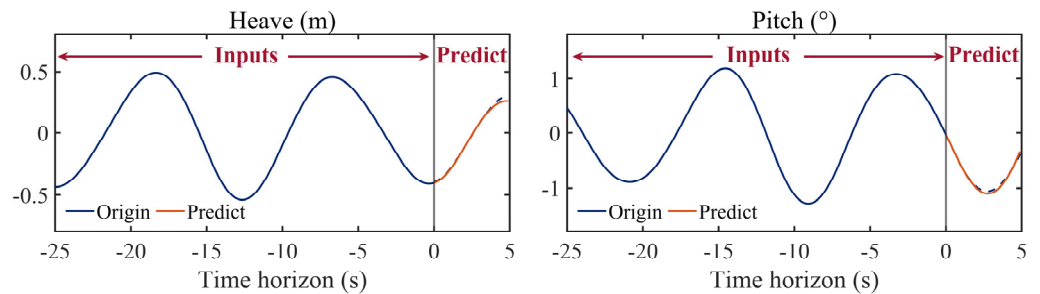 Heave (m)
Inputs
Predict
0.5
0
-0.5
Origin
Predict
-25
-20
-15
-10
-5
0
5
Time horizon (s)
Pitch (°)
Inputs
Predict
1
0
-1
Origin
Predict
-25
-20
-15
-10
-5
0
5
Time horizon (s)